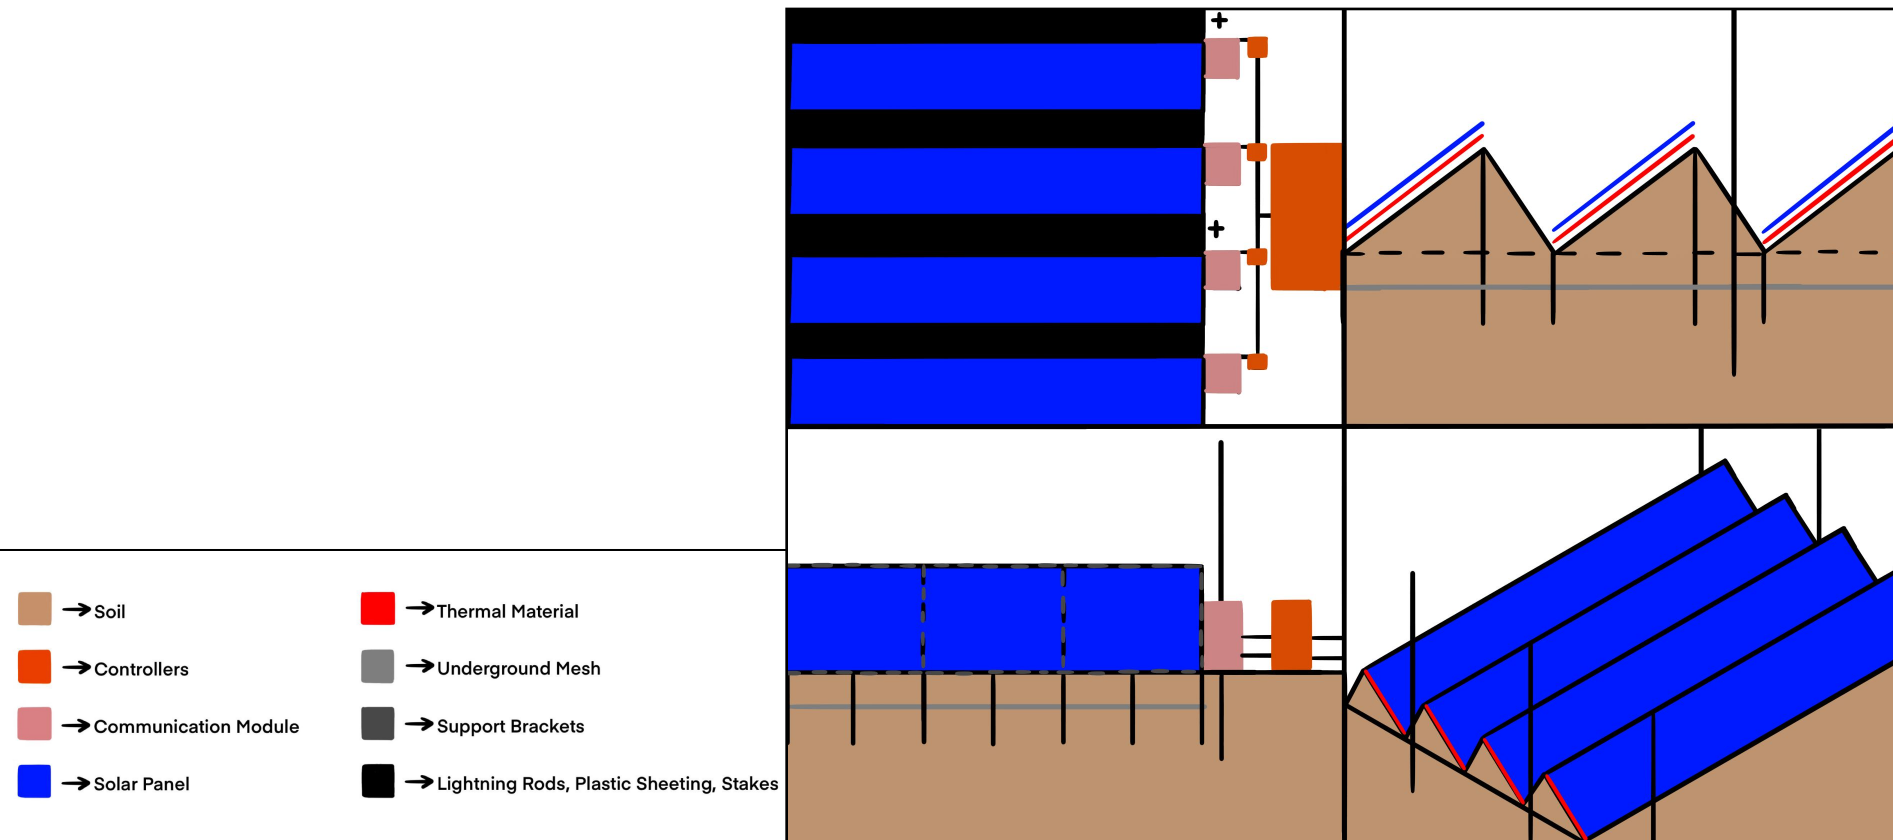 +
+
Soil
Controllers
Communication Module
Solar Panel
Thermal Material
Underground Mesh
Support Brackets
Lightning Rods, Plastic Sheeting, Stakes